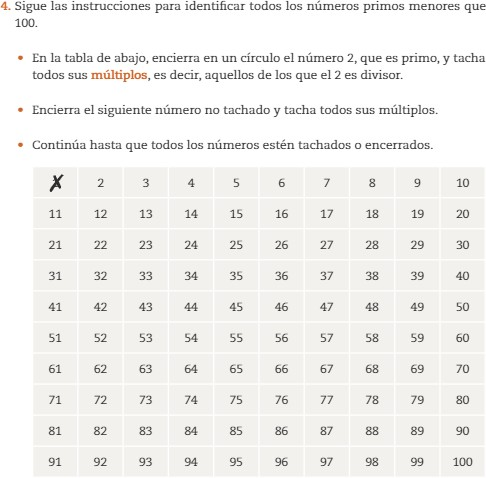 4. Sigue las instrucciones para identificar todos los números primos menores que
100.
• En la tabla de abajo, encierra en un círculo el número 2, que es primo, y tacha
todos sus múltiplos, es decir, aquellos de los que el 2 es divisor.
• Encierra el siguiente número no tachado y tacha todos sus múltiplos.
• Continúa hasta que todos los números estén tachados o encerrados.
1 2 3 4 5 6 7 8 9 10
11 12 13 14 15 16 17 18 19 20
21 22 23 24 25 26 27 28 29 30
31 32 33 34 35 36 37 38 39 40
41 42 43 44 45 46 47 48 49 50
51 52 53 54 55 56 57 58 59 60
61 62 63 64 65 66 67 68 69 70
71 72 73 74 75 76 77 78 79 80
81 82 83 84 85 86 87 88 89 90
91 92 93 94 95 96 97 98 99 100